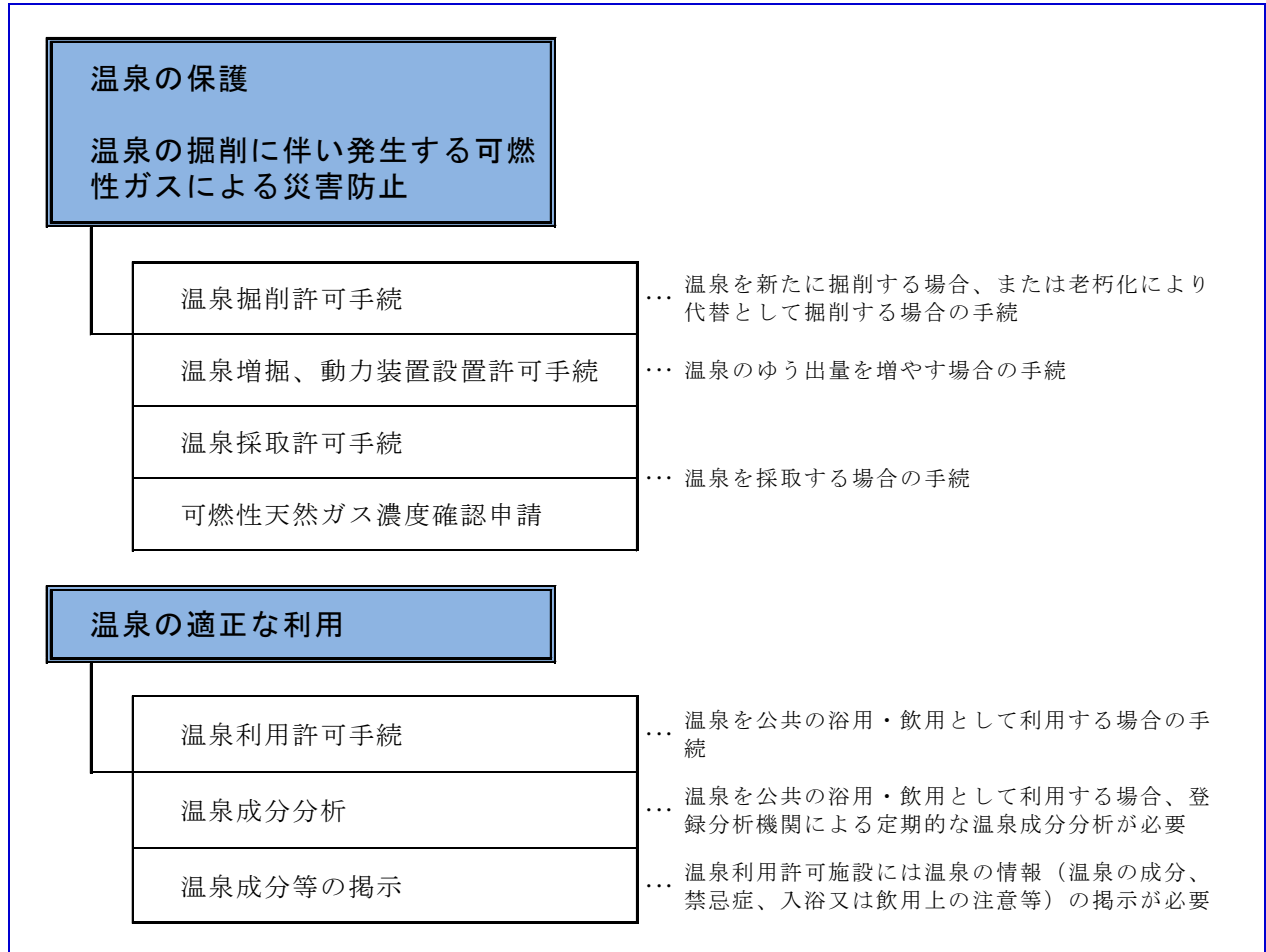 温泉の保護
温泉の掘削に伴い発生する可燃
性ガスによる災害防止
温泉掘削許可手続
… 温泉を新たに掘削する場合、または老朽化により
代替として掘削する場合の手続
温泉増掘、動力装置設置許可手続
… 温泉のゆう出量を増やす場合の手続
温泉採取許可手続
… 温泉を採取する場合の手続
可燃性天然ガス濃度確認申請
温泉の適正な利用
温泉利用許可手続
… 温泉を公共の浴用・飲用として利用する場合の手
続
温泉成分分析
… 温泉を公共の浴用・飲用として利用する場合、登
録分析機関による定期的な温泉成分分析が必要
温泉成分等の掲示
… 温泉利用許可施設には温泉の情報（温泉の成分、
禁忌症、入浴又は飲用上の注意等）の掲示が必要